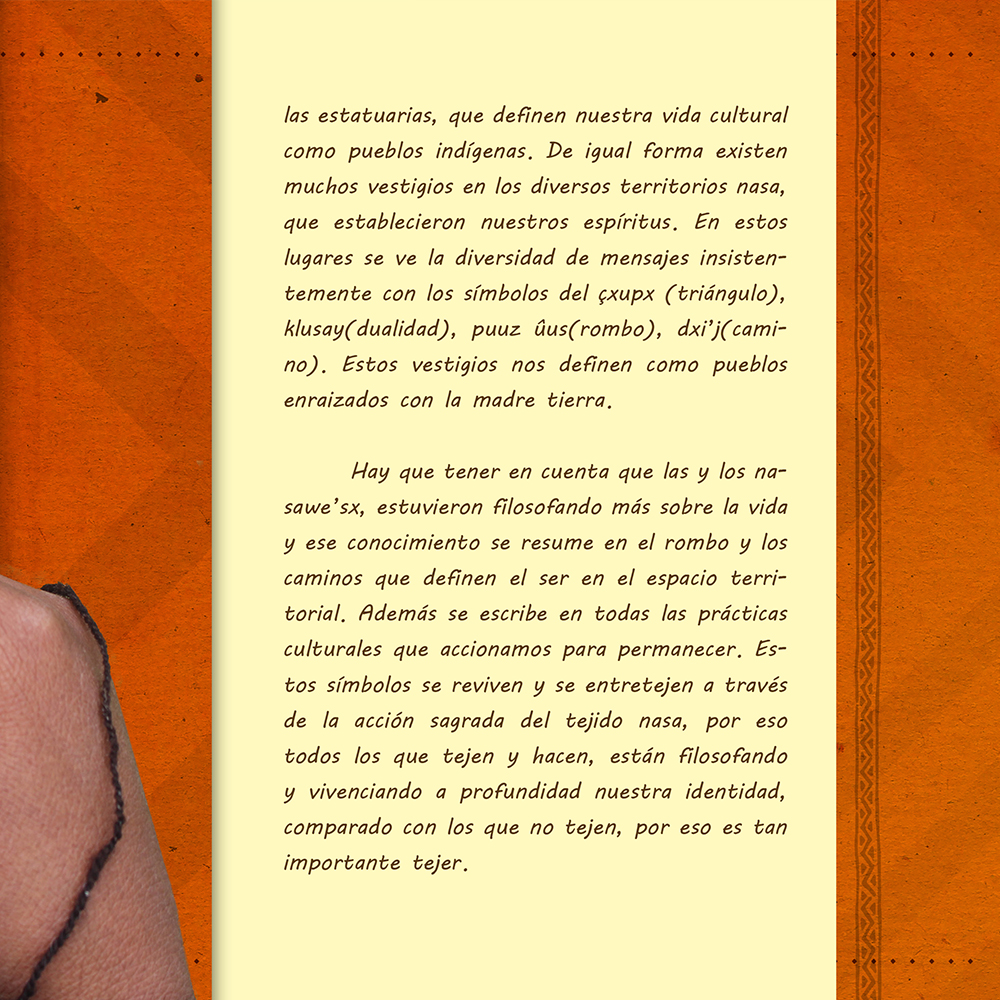 las estatuarias, que definen nuestra vida cultural
como pueblos indígenas. De igual forma existen
muchos vestigios en los diversos territorios nasa,
que establecieron nuestros espíritus. En estos
lugares se ve la diversidad de mensajes insisten-
temente con los símbolos del çxupx (triángulo),
klusay(dualidad), puuz ûus(rombo), dxi’j(cami-
no). Estos vestigios nos definen como pueblos
enraizados con la madre tierra.
Hay que tener en cuenta que las y los na-
sawe’sx, estuvieron filosofando más sobre la vida
y ese conocimiento se resume en el rombo y los
caminos que definen el ser en el espacio terri-
torial. Además se escribe en todas las prácticas
culturales que accionamos para permanecer. Es-
tos símbolos se reviven y se entretejen a través
de la acción sagrada del tejido nasa, por eso
todos los que tejen y hacen, están filosofando
y vivenciando a profundidad nuestra identidad,
comparado con los que no tejen, por eso es tan
importante tejer.